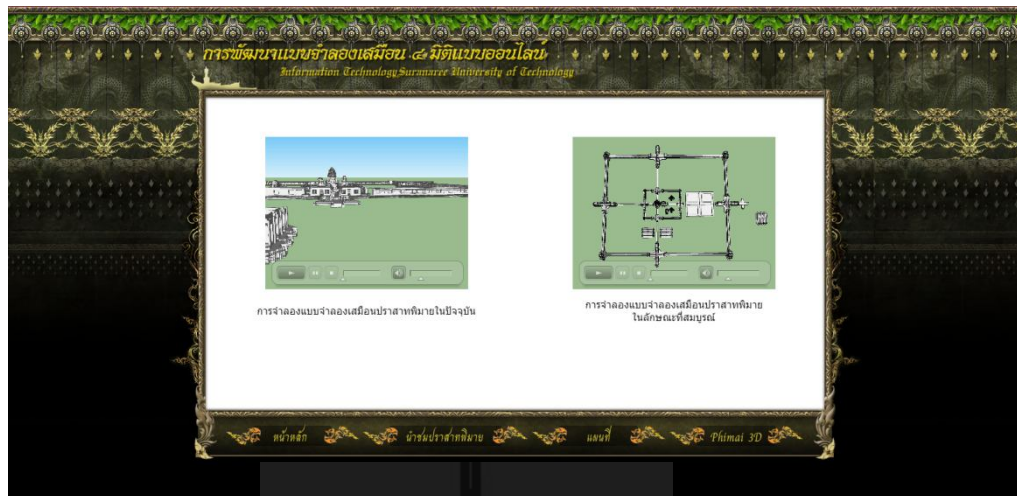 การพัฒนาแบบจำลองเสมือน ๔ มิติแบบออนไลน์
Information Technology,Suranaree University of Technology
การจำลองแบบจำลองเสมือนปราสาทพิมายในปัจจุบัน
การจำลองแบบจำลองเสมือนปราสาทพิมาย
ในลักษณะที่สมบูรณ์
หน้าหลัก นำชมปราสาทพิมาย แผนที่ Phimai 3D